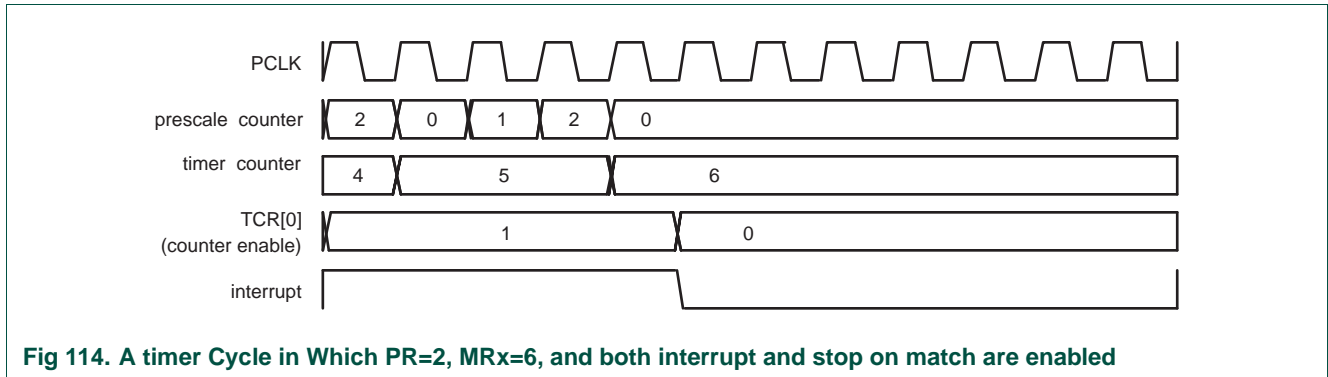 PCLK
prescale counter 2 0 1 2 0
timer counter 4 5 6
TCR[0] 1 0
(counter enable)
interrupt
Fig 114. A timer Cycle in Which PR=2, MRx=6, and both interrupt and stop on match are enabled